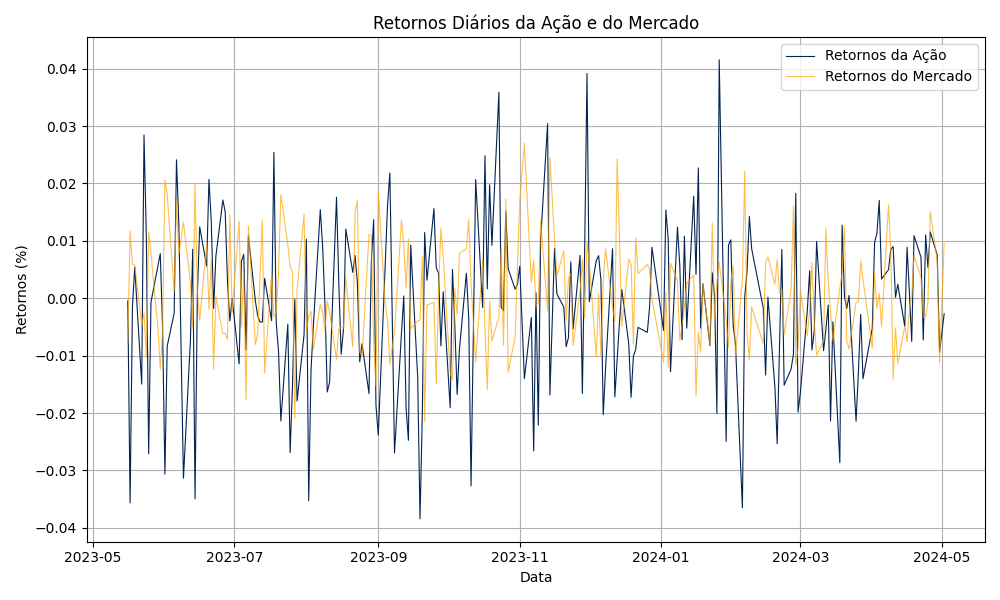 Retornos Diários da Ação e do Mercado
Retornos da Ação
Retornos do Mercado
Retornos (%)
0.04
0.03
0.02
0.01
0.00
−0.01
−0.02
−0.03
−0.04
2023-05 2023-07 2023-09 2023-11 2024-01 2024-03 2024-05
Data